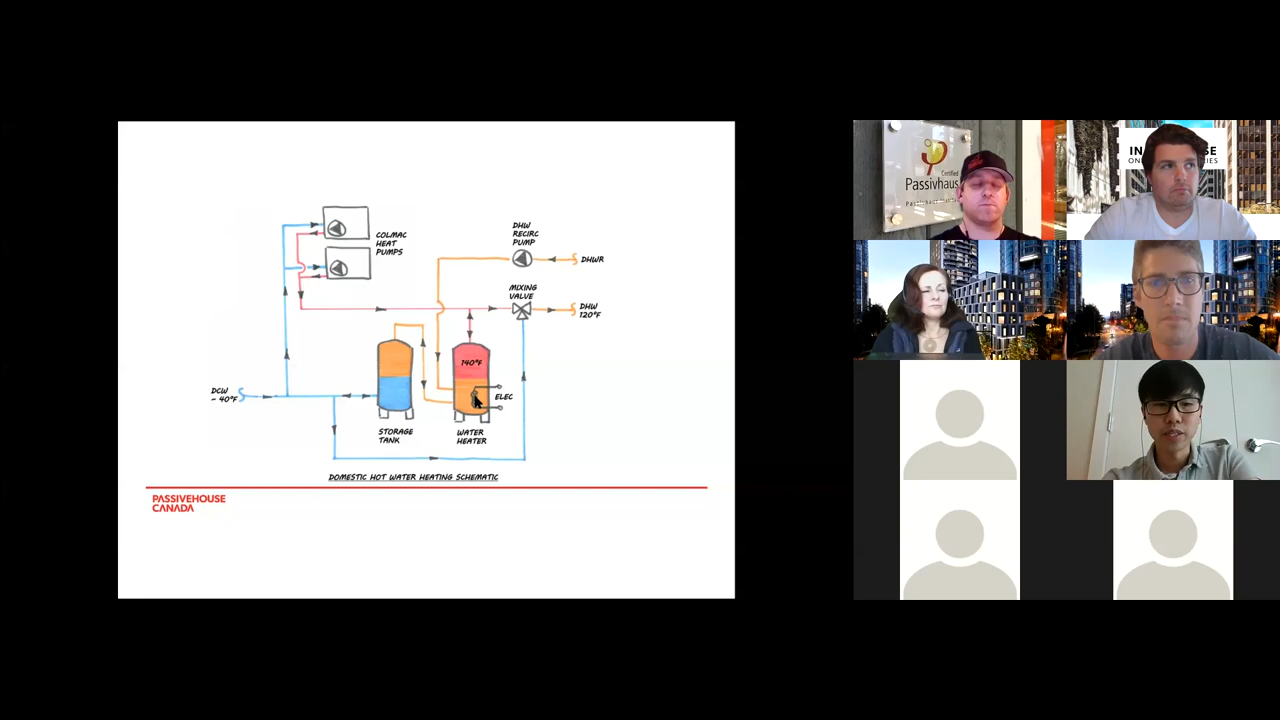 COLMAC
HEAT
PUMPS
DHW
RECIRC
PUMP
DHWR
MIXING
VALVE
DHW
120°F
140°F
DCW
~ 40°F
ELEC
STORAGE
TANK
WATER
HEATER
DOMESTIC HOT WATER HEATING SCHEMATIC
PASSIVEHOUSE
CANADA
Certified
Passivhaus